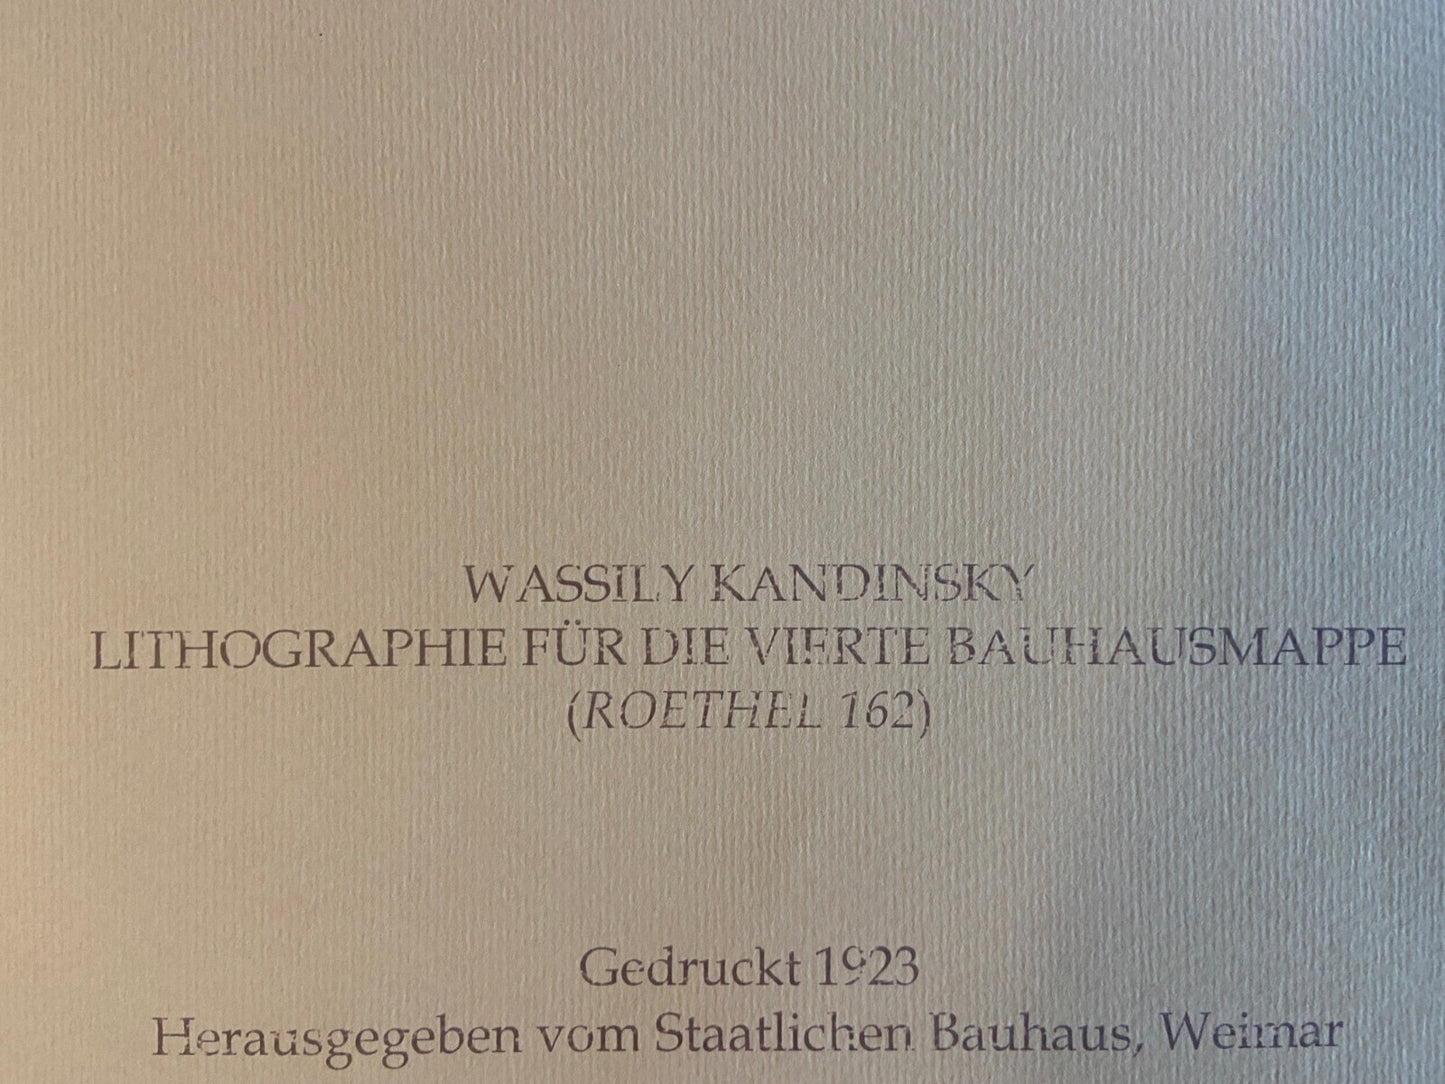 WASSILY KANDINSKY
LITHOGRAPHIE FÜR DIE VIERTE BAUHAUSMAPPE
(ROETHEL 162)
Gedruckt 1923
Herausgegeben vom Staatlichen Bauhaus, Weimar